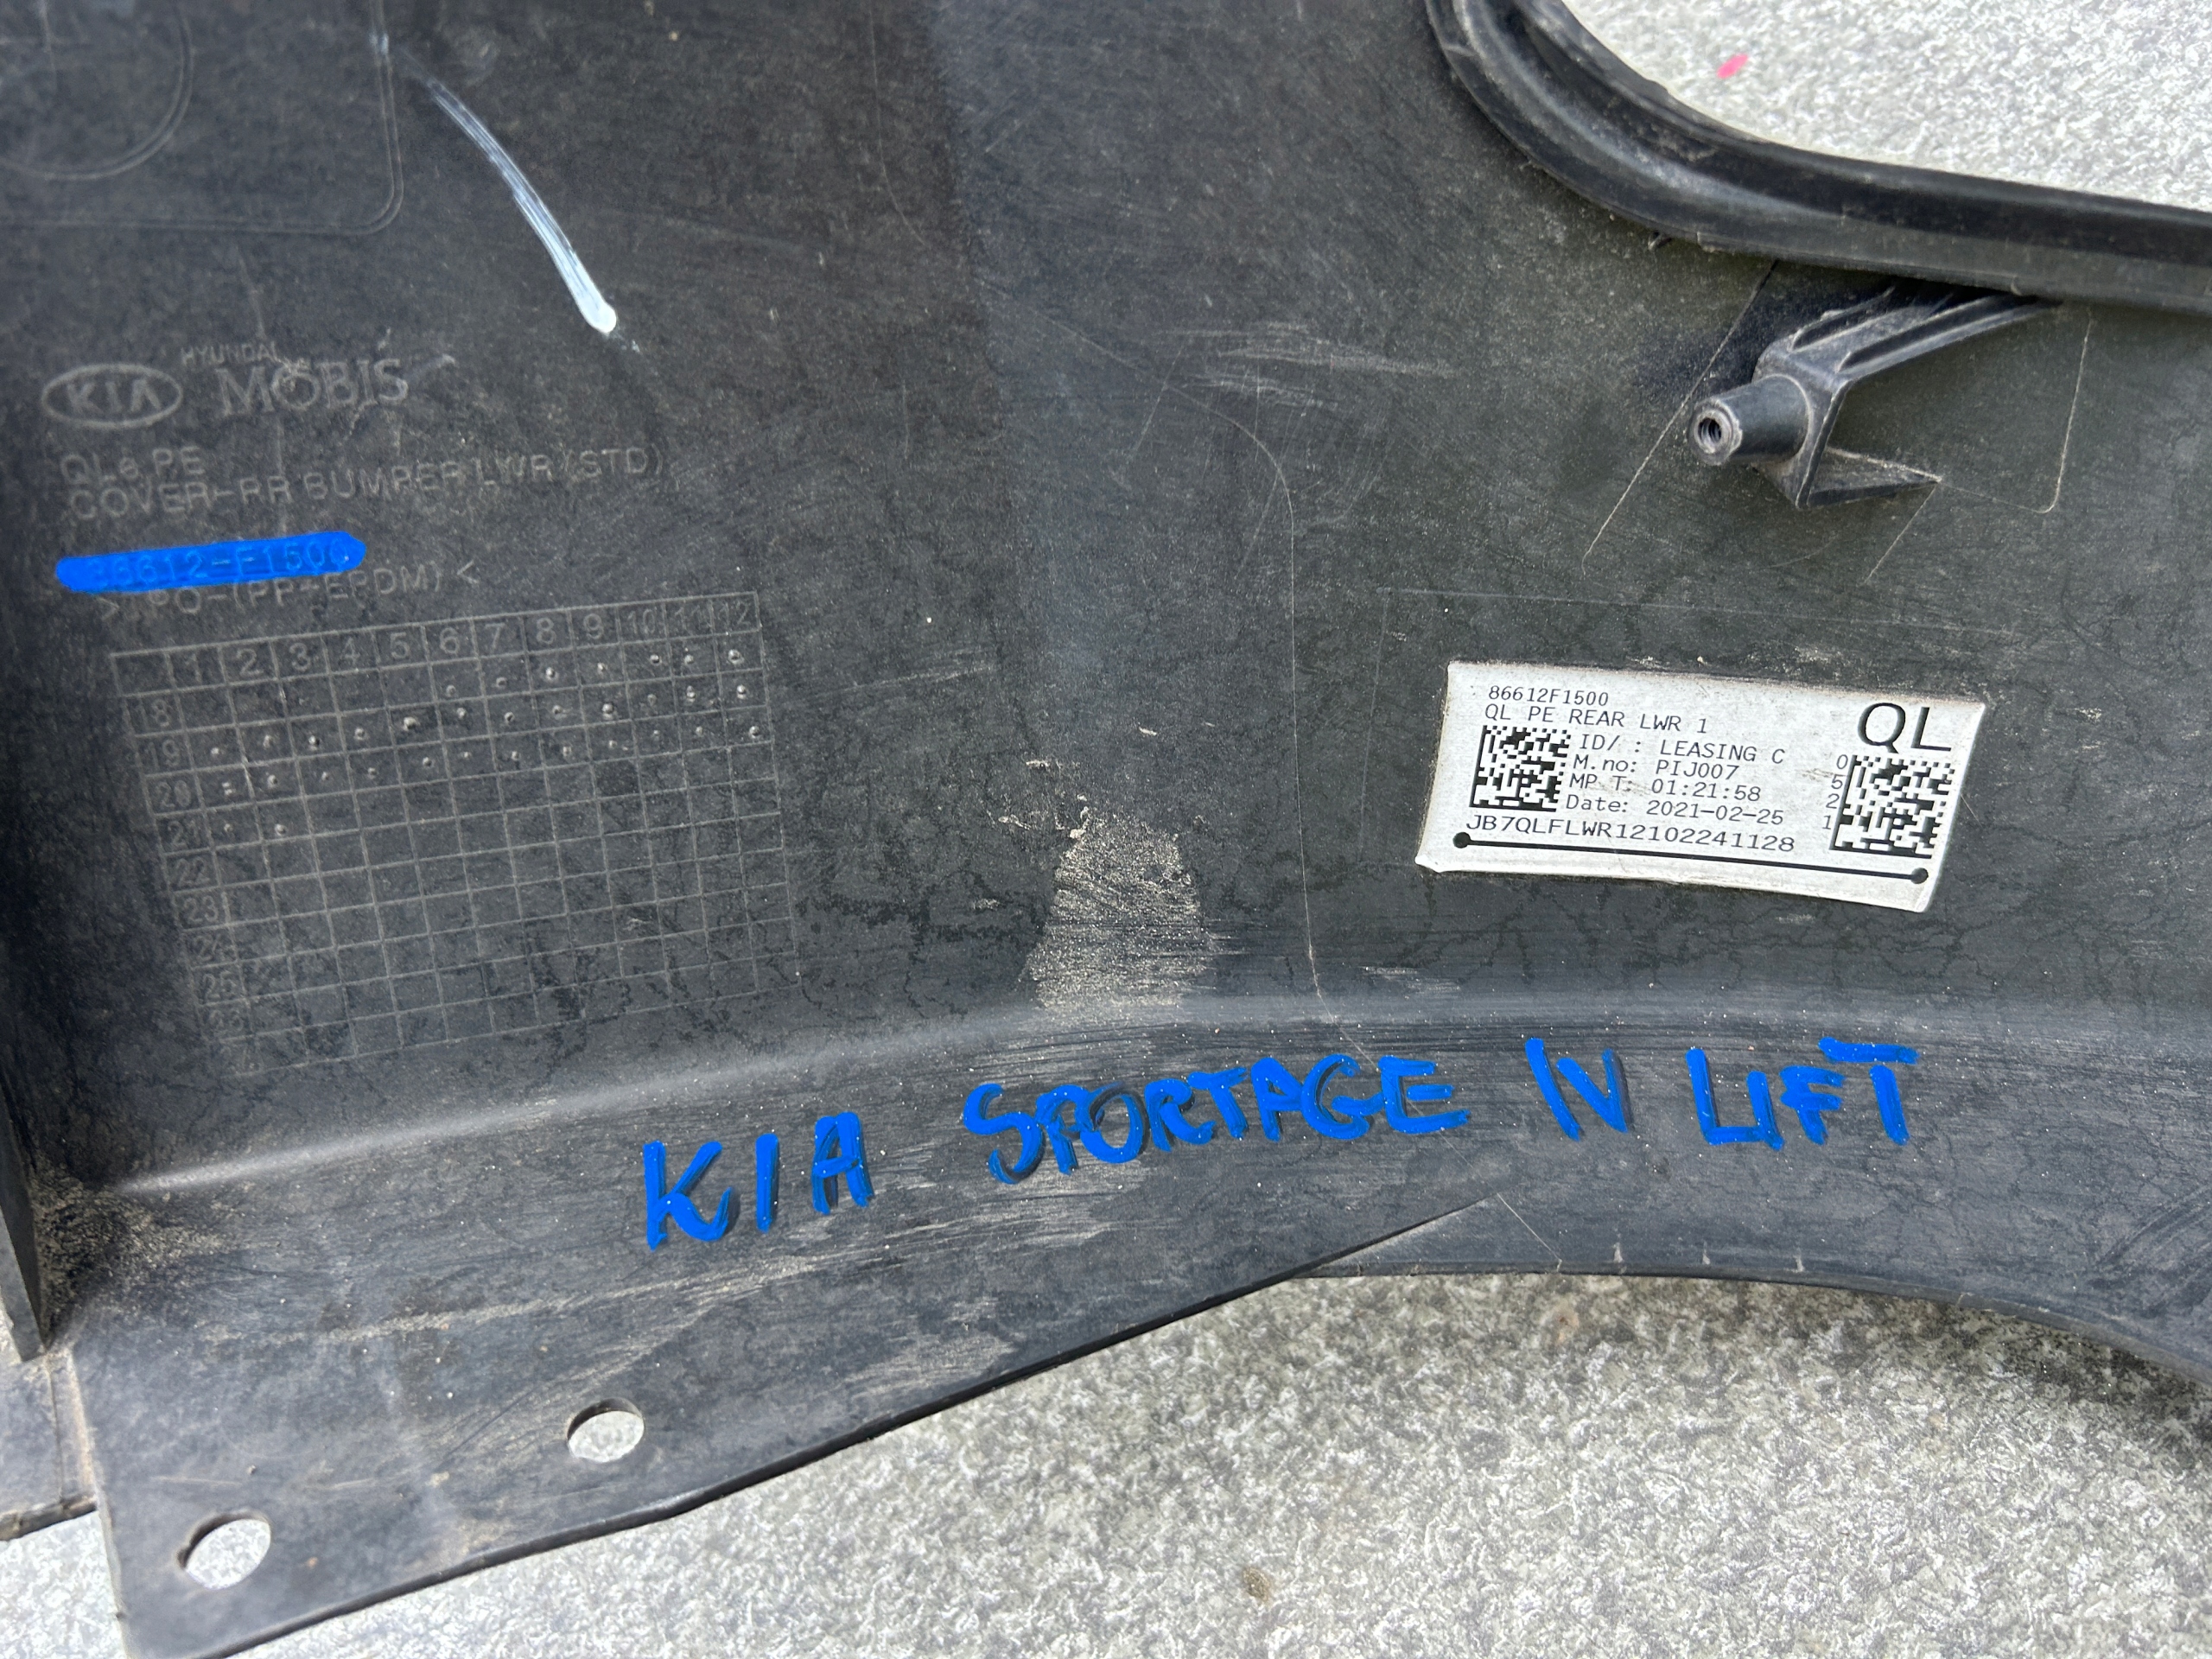 KIA
HYUNDAI
MOBIS
QLe PE
COVER-RR BUMPER LWR (STD)
86612-F1500
(PP+EPDM) <
1 2 3 4 5 6 7 8 9 10 11 12
18
19
20
21
22
23
24
25
86612F1500
QL PE REAR LWR 1
QL
ID/ : LEASING C
M.no: PIJ007
MP T: 01:21:58
Date: 2021-02-25
0521
JB7QLFLWR12102241128
KIA SPORTAGE IV LIFT